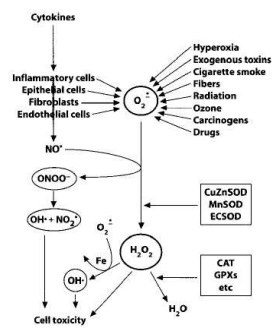 Cytokines
Hyperoxia
Exogenous toxins
Cigarette smoke
Fibers
Radiation
Ozone
Carcinogens
Drugs
Inflammatory cells
Epithelial cells
Fibroblasts
Endothelial cells
O₂•−
NO•
ONOO⁻
OH• + NO₂•
O₂•−
H₂O₂
Fe
OH•
CuZnSOD
MnSOD
ECSOD
CAT
GPXs
etc
H₂O
Cell toxicity